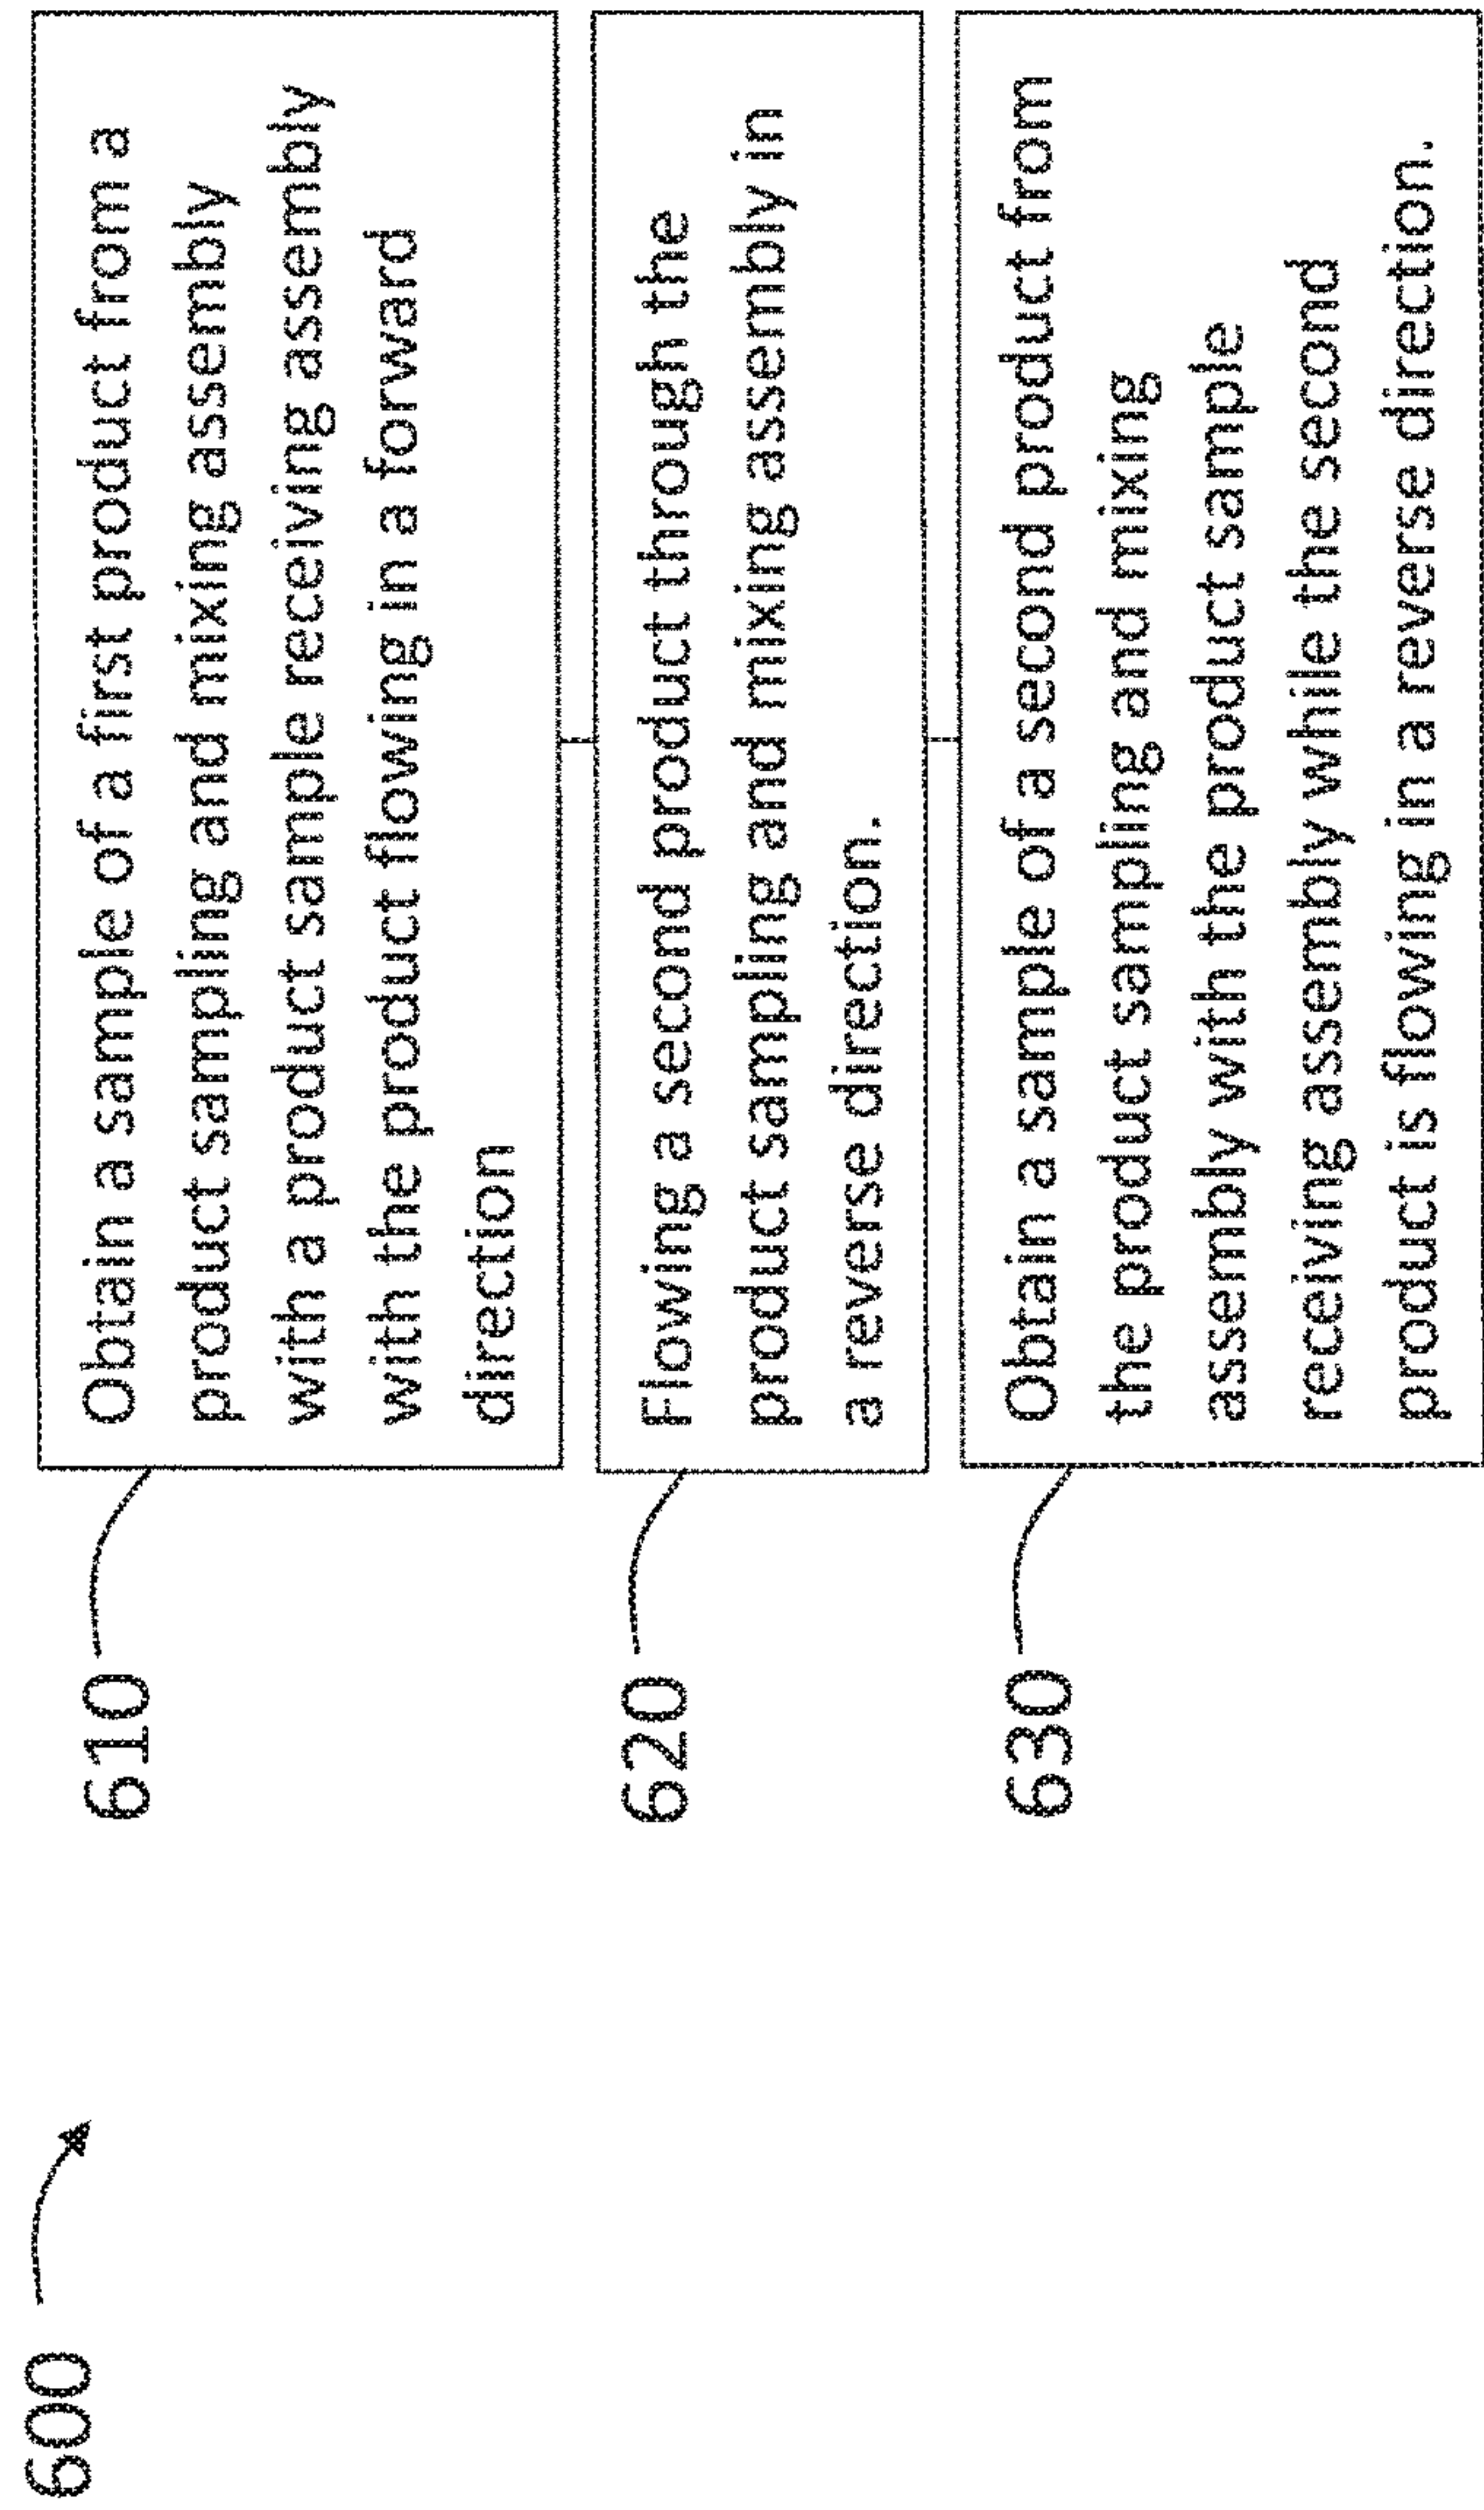 600
610
Obtain a sample of a first product from a
product sampling and mixing assembly
with a product sample receiving assembly
with the product flowing in a forward
direction
620
Flowing a second product through the
product sampling and mixing assembly in
a reverse direction.
630
Obtain a sample of a second product from
the product sampling and mixing
assembly with the product sample
receiving assembly while the second
product is flowing in a reverse direction.